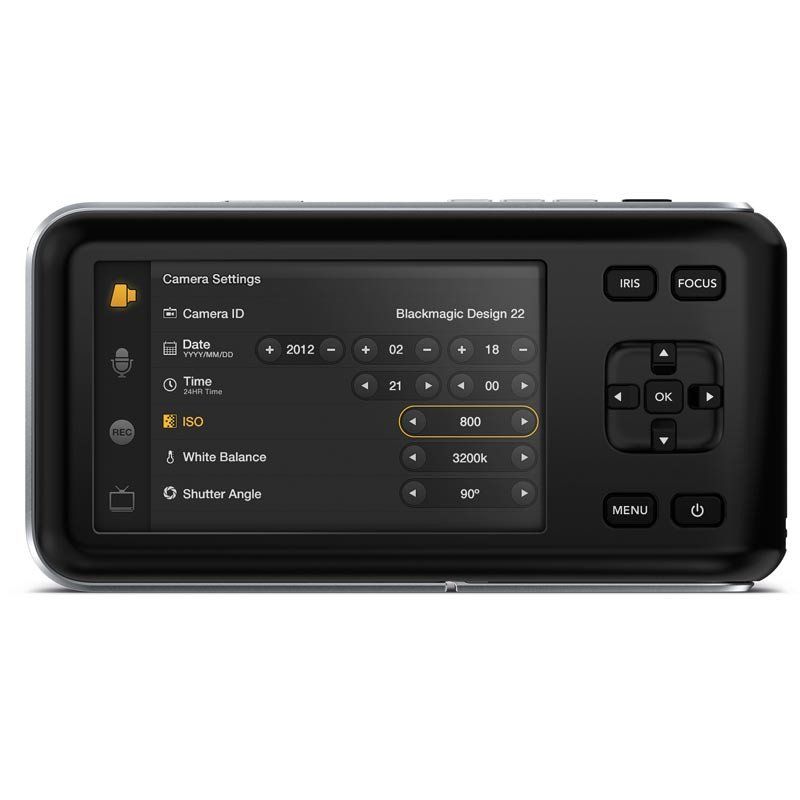 Camera Settings
Camera ID Blackmagic Design 22
Date + 2012 − + 02 − + 18 −
YYYY/MM/DD
Time ◀ 21 ▶ ◀ 00 ▶
24HR Time
ISO ◀ 800 ▶
White Balance ◀ 3200k ▶
Shutter Angle ◀ 90º ▶
REC
IRIS FOCUS
OK
MENU